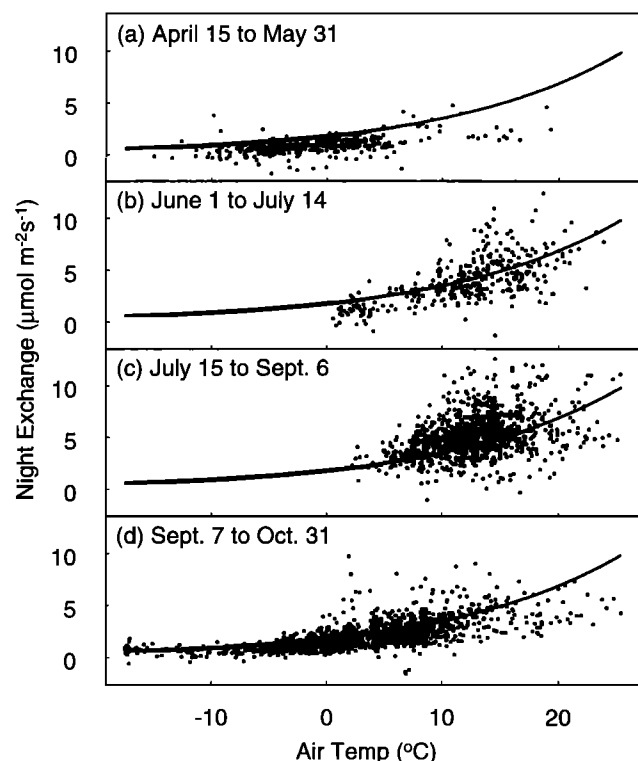 (a) April 15 to May 31
10
5
0
(b) June 1 to July 14
10
5
0
(c) July 15 to Sept. 6
10
5
0
(d) Sept. 7 to Oct. 31
10
5
0
Night Exchange (μmol m⁻²s⁻¹)
-10 0 10 20
Air Temp (ºC)